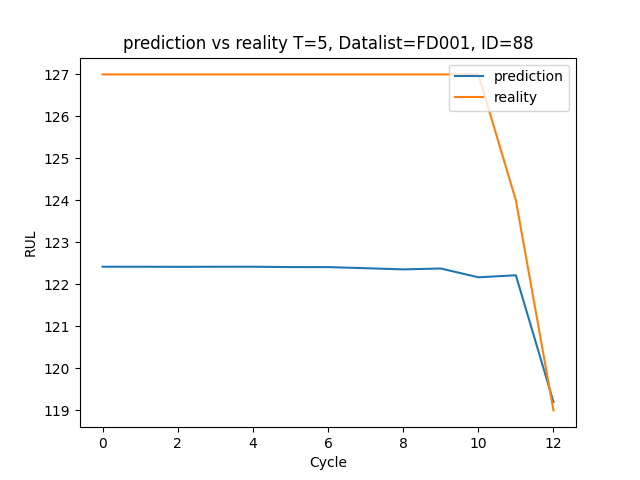 prediction vs reality T=5, Datalist=FD001, ID=88
prediction
reality
127
126
125
124
123
122
121
120
119
RUL
0 2 4 6 8 10 12
Cycle